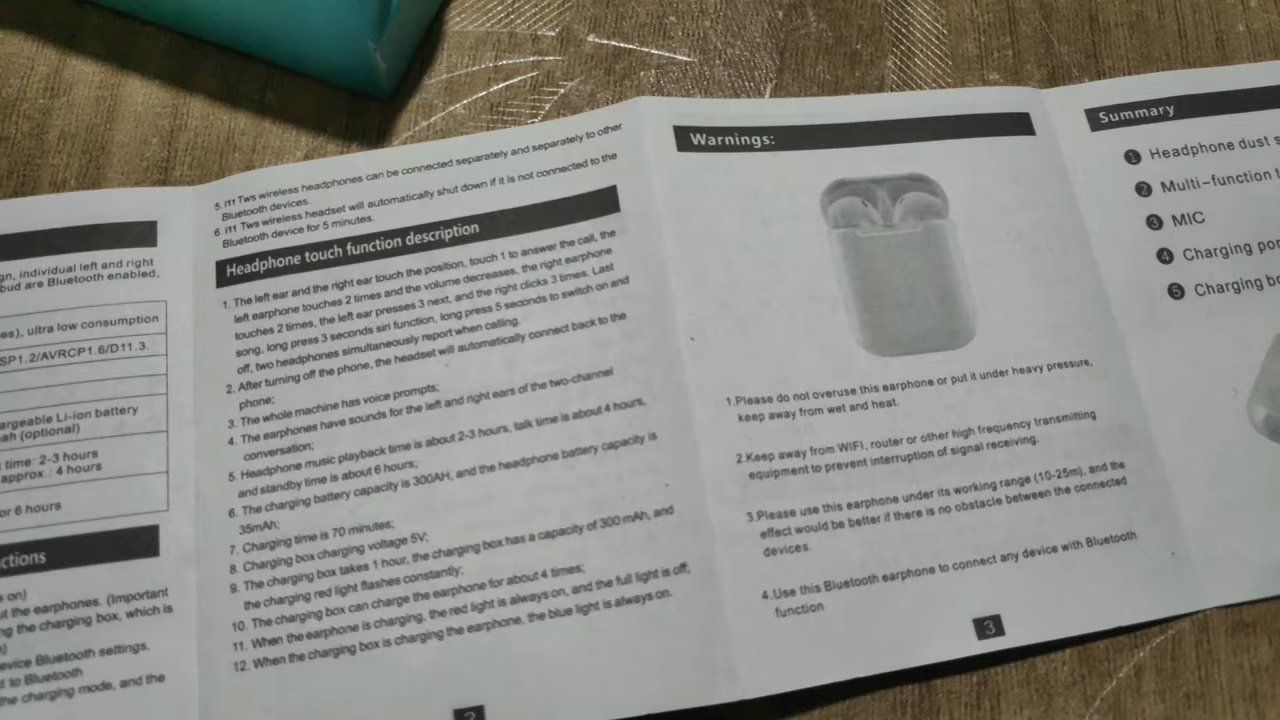 gn, individual left and right
bud are Bluetooth enabled,
es), ultra low consumption
SP1.2/AVRCP1.6/D11.3.
argeable Li-ion battery
ah (optional)
time: 2-3 hours
approx.: 4 hours
or 6 hours
ctions
s on)
ut the earphones. (Important
ng the charging box, which is
evice Bluetooth settings,
d to Bluetooth
the charging mode, and the
5. i11 Tws wireless headphones can be connected separately and separately to other
Bluetooth devices.
6. i11 Tws wireless headset will automatically shut down if it is not connected to the
Bluetooth device for 5 minutes.
Headphone touch function description
1. The left ear and the right ear touch the position, touch 1 to answer the call, the
left earphone touches 2 times and the volume decreases, the right earphone
touches 2 times, the left ear presses 3 next, and the right clicks 3 times. Last
song, long press 3 seconds siri function, long press 5 seconds to switch on and
off, two headphones simultaneously report when calling.
2. After turning off the phone, the headset will automatically connect back to the
phone;
3. The whole machine has voice prompts;
4. The earphones have sounds for the left and right ears of the two-channel
conversation;
5. Headphone music playback time is about 2-3 hours, talk time is about 4 hours,
and standby time is about 6 hours;
6. The charging battery capacity is 300AH, and the headphone battery capacity is
35mAh;
7. Charging time is 70 minutes;
8. Charging box charging voltage 5V;
9. The charging box takes 1 hour, the charging box has a capacity of 300 mAh, and
the charging red light flashes constantly;
10. The charging box can charge the earphone for about 4 times;
11. When the earphone is charging, the red light is always on, and the full light is off;
12. When the charging box is charging the earphone, the blue light is always on.
2
Warnings:
1.Please do not overuse this earphone or put it under heavy pressure,
keep away from wet and heat.
2.Keep away from WIFI, router or other high frequency transmitting
equipment to prevent interruption of signal receiving.
3.Please use this earphone under its working range (10-25m), and the
effect would be better if there is no obstacle between the connected
devices.
4.Use this Bluetooth earphone to connect any device with Bluetooth
function
3
Summary
1 Headphone dust s
2 Multi-function t
3 MIC
4 Charging por
5 Charging bo